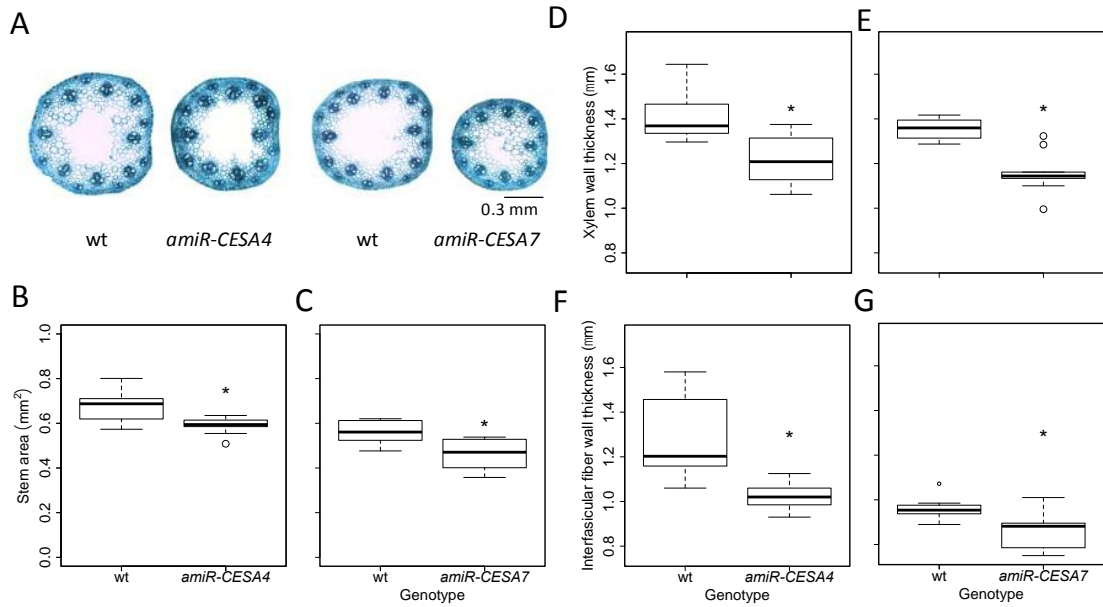 A
wt
amiR-CESA4
wt
amiR-CESA7
0.3 mm
B
C
Stem area (mm²)
0.0
0.2
0.4
0.6
0.8
1.0
*
*
wt
amiR-CESA4
wt
amiR-CESA7
Genotype
D
E
Xylem wall thickness (mm)
0.8
1.0
1.2
1.4
1.6
*
*
F
G
Interfasicular fiber wall thickness (mm)
0.8
1.0
1.2
1.4
1.6
*
*
wt
amiR-CESA4
wt
amiR-CESA7
Genotype